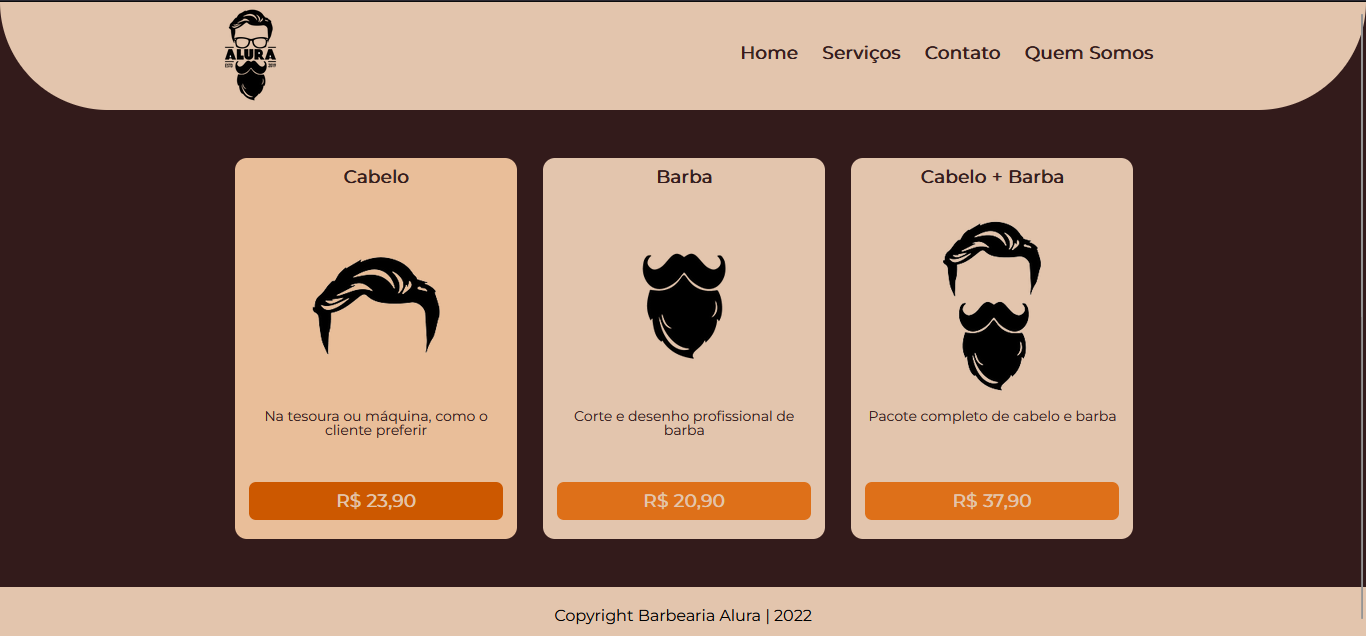 ALURA
ESTD 2019
Home Serviços Contato Quem Somos
Cabelo
Na tesoura ou máquina, como o
cliente preferir
R$ 23,90
Barba
Corte e desenho profissional de
barba
R$ 20,90
Cabelo + Barba
Pacote completo de cabelo e barba
R$ 37,90
Copyright Barbearia Alura | 2022